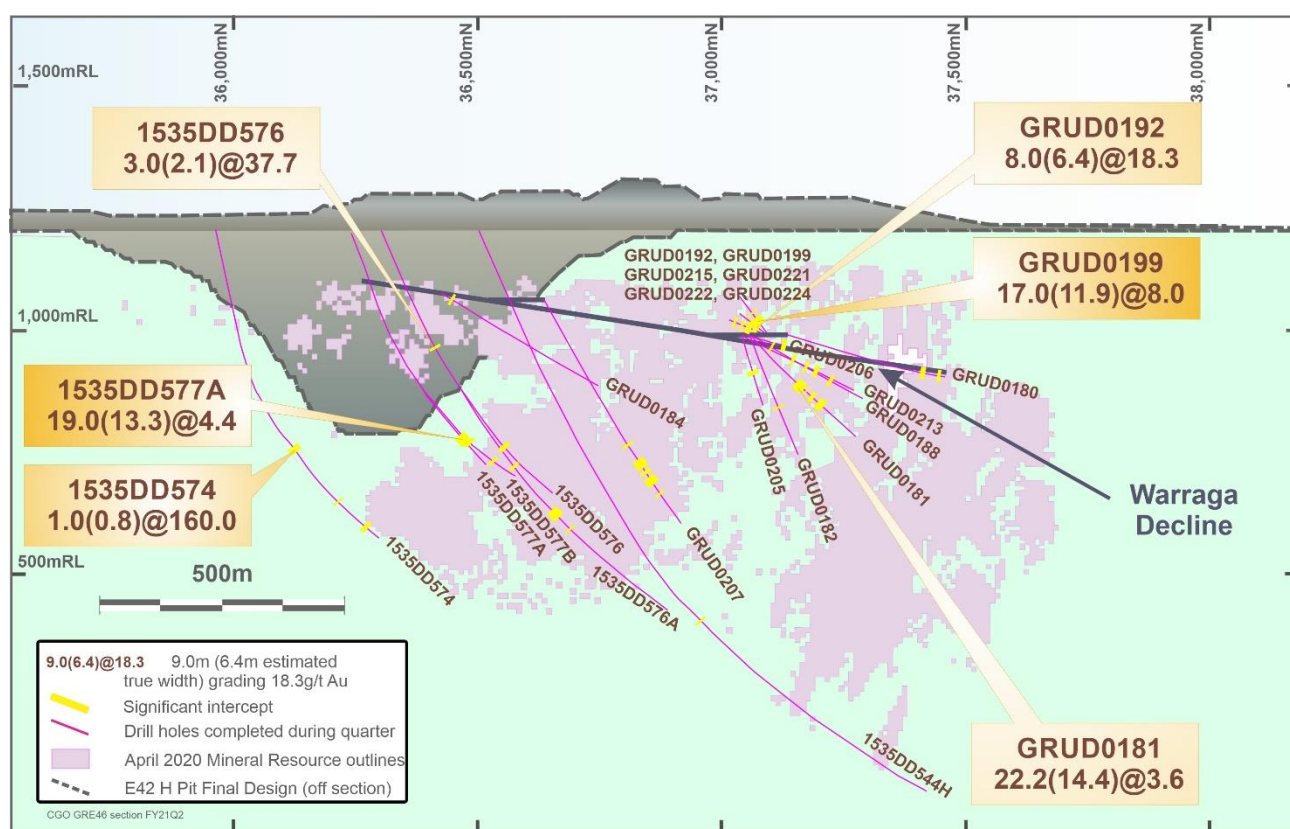 36,000mN
36,500mN
37,000mN
37,500mN
38,000mN
1,500mRL
1535DD576
3.0(2.1)@37.7
GRUD0192
8.0(6.4)@18.3
GRUD0192, GRUD0199
GRUD0215, GRUD0221
GRUD0222, GRUD0224
GRUD0199
17.0(11.9)@8.0
1,000mRL
GRUD0206
GRUD0180
GRUD0184
GRUD0213
GRUD0188
GRUD0181
GRUD0205
GRUD0182
1535DD577A
19.0(13.3)@4.4
1535DD574
1.0(0.8)@160.0
1535DD577A
1535DD577B
1535DD576
GRUD0207
Warraga
Decline
1535DD574
1535DD576A
500mRL
500m
1535DD544H
9.0(6.4)@18.3 9.0m (6.4m estimated
true width) grading 18.3g/t Au
Significant intercept
Drill holes completed during quarter
April 2020 Mineral Resource outlines
E42 H Pit Final Design (off section)
CGO GRE46 section FY21Q2
GRUD0181
22.2(14.4)@3.6